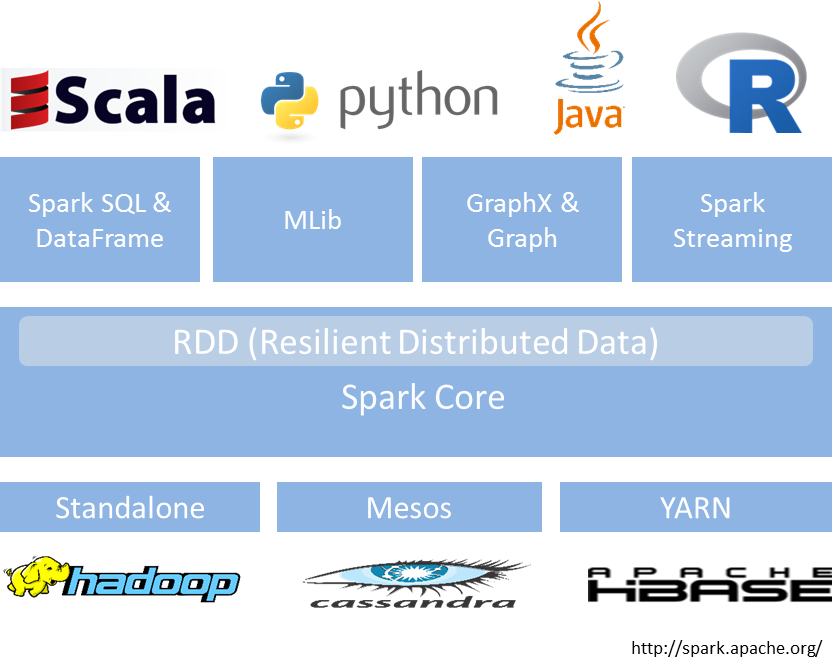 Scala
python
Java
R
Spark SQL &
DataFrame
MLib
GraphX &
Graph
Spark
Streaming
RDD (Resilient Distributed Data)
Spark Core
Standalone
Mesos
YARN
hadoop
cassandra
APACHE
HBASE
http://spark.apache.org/